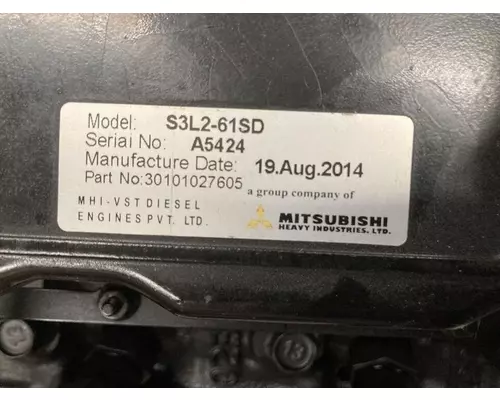 Model: S3L2-61SD
Serial No: A5424
Manufacture Date: 19.Aug.2014
Part No:30101027605
a group company of
MHI-VST DIESEL
ENGINES PVT. LTD.
MITSUBISHI
HEAVY INDUSTRIES, LTD.